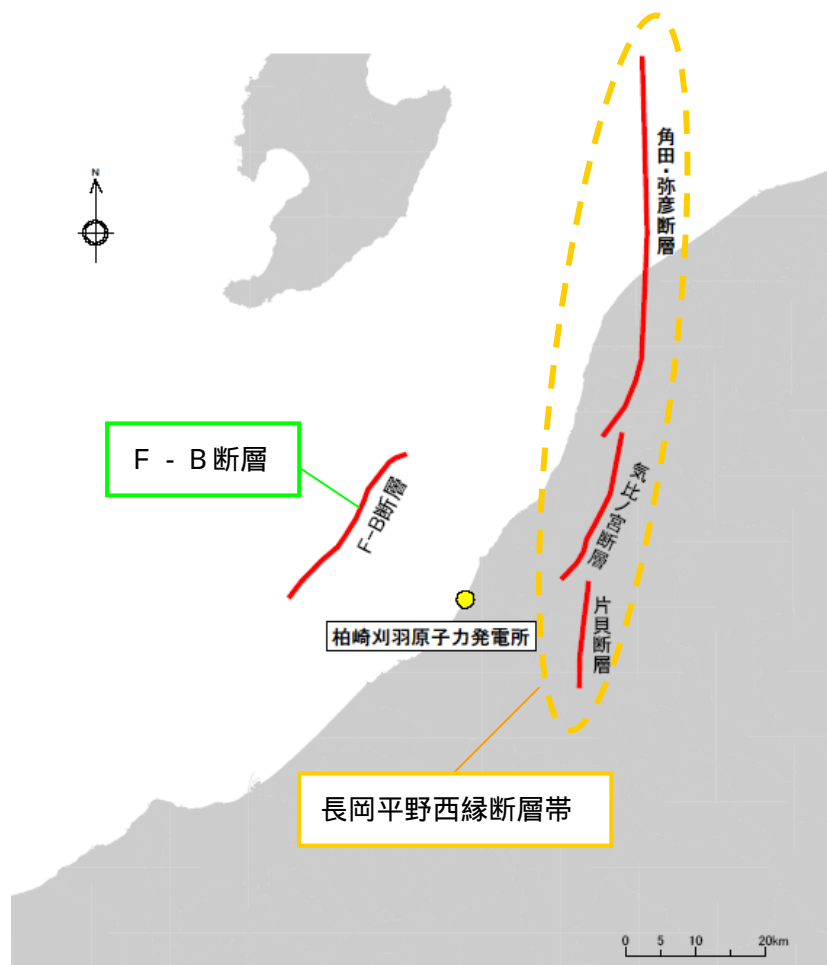 N
角田・弥彦断層
F - B断層
F-B断層
気比ノ宮断層
片貝断層
柏崎刈羽原子力発電所
長岡平野西縁断層帯
0 5 10 20km